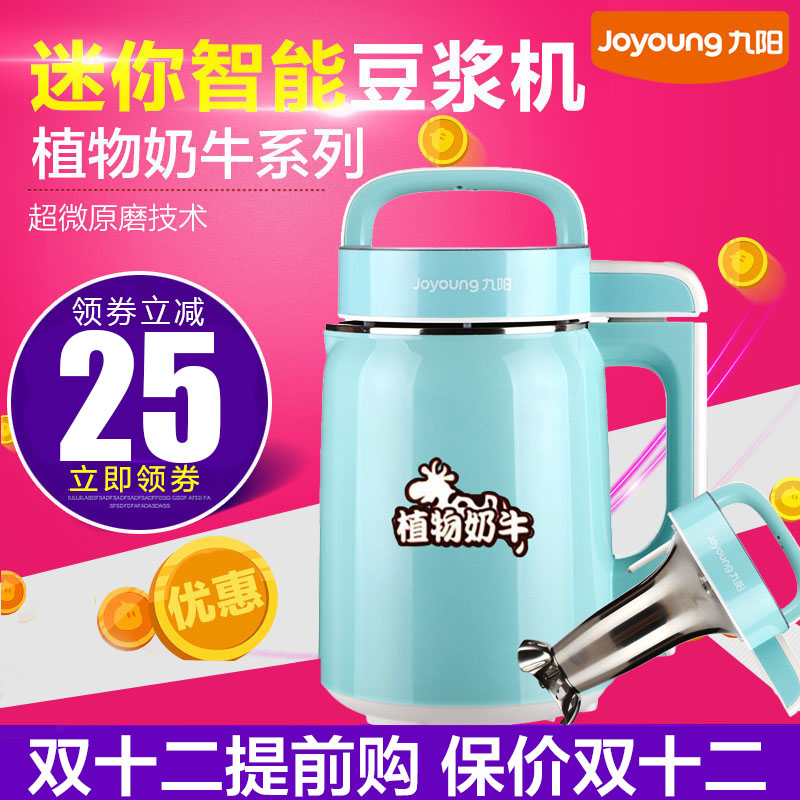 Joyoung 九阳
迷你智能豆浆机
植物奶牛系列
超微原磨技术
Joyoung 九阳
领券立减
25
立即领券
优惠
植物奶牛
Joyoung 九阳
双十二提前购 保价双十二